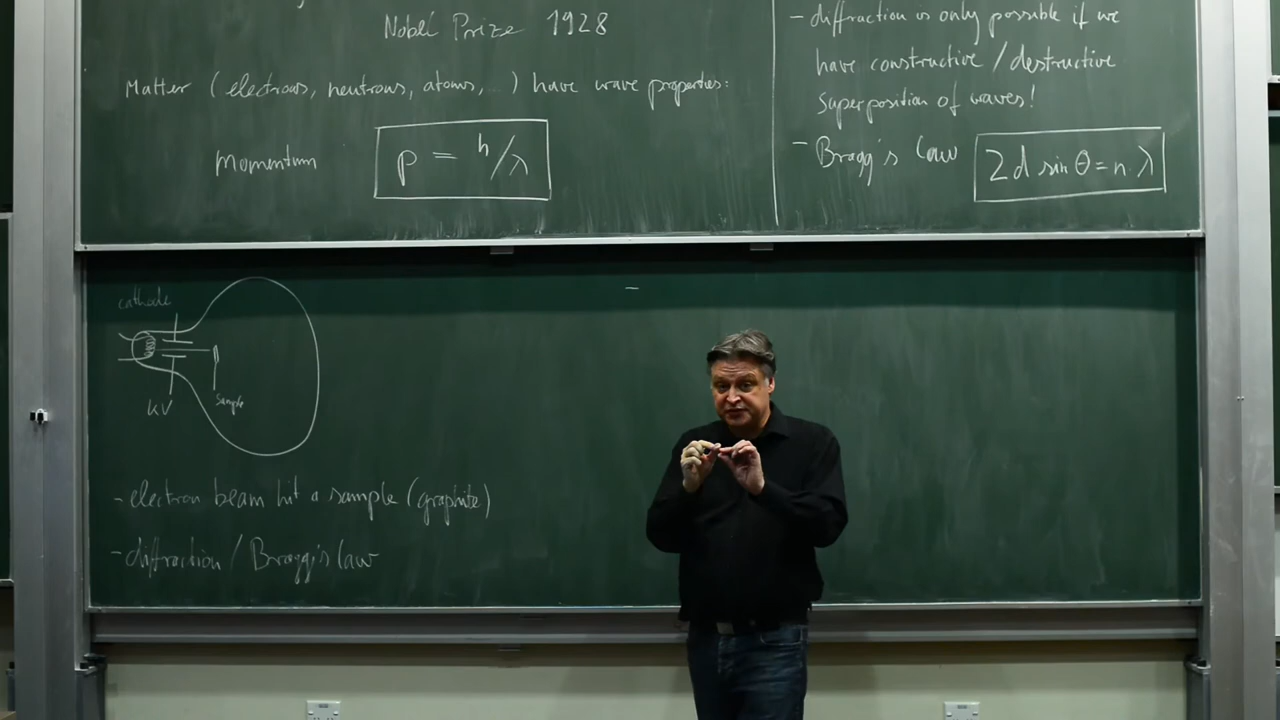 Nobel Prize 1928
Matter (electrons, neutrons, atoms,...) have wave properties:
Momentum p = h/λ
- diffraction is only possible if we
have constructive / destructive
superposition of waves!
- Bragg's law 2d sin θ = n λ
cathode
kV
sample
- electron beam hit a sample (graphite)
- diffraction / Bragg's law